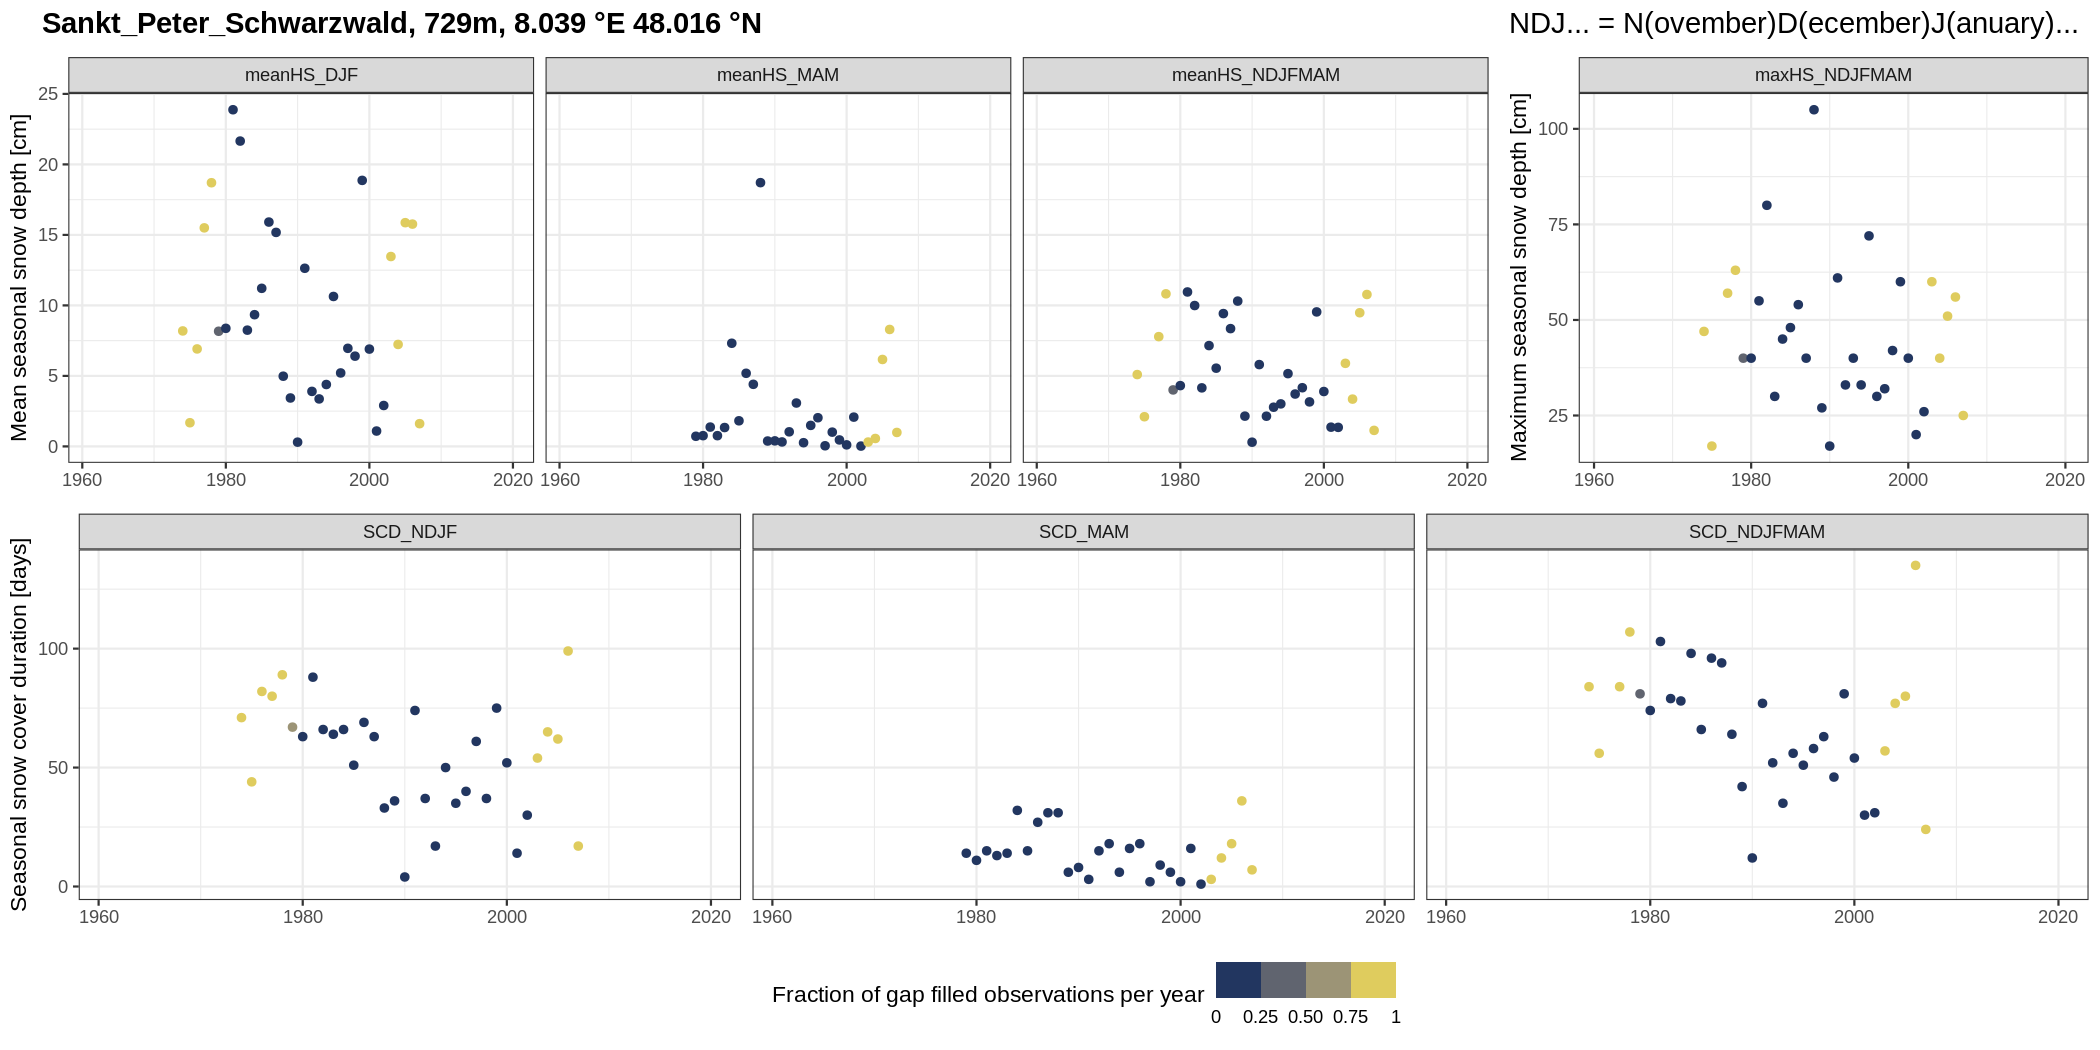 Sankt_Peter_Schwarzwald, 729m, 8.039 °E 48.016 °N
NDJ... = N(ovember)D(ecember)J(anuary)...
meanHS_DJF
meanHS_MAM
meanHS_NDJFMAM
maxHS_NDJFMAM
Mean seasonal snow depth [cm]
25
20
15
10
5
0
1960 1980 2000 2020
1960 1980 2000 2020
1960 1980 2000 2020
Maximum seasonal snow depth [cm]
100
75
50
25
1960 1980 2000 2020
SCD_NDJF
SCD_MAM
SCD_NDJFMAM
Seasonal snow cover duration [days]
100
50
0
1960 1980 2000 2020
1960 1980 2000 2020
1960 1980 2000 2020
Fraction of gap filled observations per year
0 0.25 0.50 0.75 1